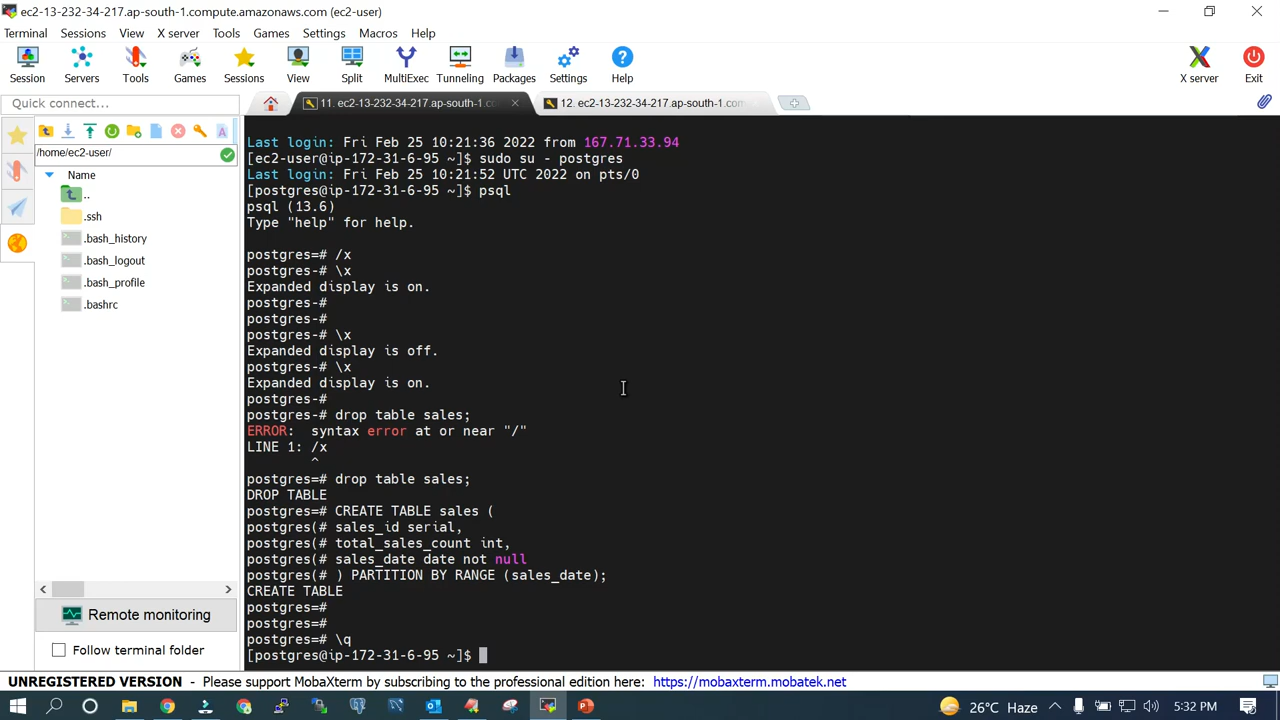 ec2-13-232-34-217.ap-south-1.compute.amazonaws.com (ec2-user)
Terminal Sessions View X server Tools Games Settings Macros Help
Session Servers Tools Games Sessions View Split MultiExec Tunneling Packages Settings Help X server Exit
Quick connect...
11. ec2-13-232-34-217.ap-south-1.co
12. ec2-13-232-34-217.ap-south-1.com
/home/ec2-user/
Name
..
.ssh
.bash_history
.bash_logout
.bash_profile
.bashrc
Remote monitoring
Follow terminal folder
Last login: Fri Feb 25 10:21:36 2022 from 167.71.33.94
[ec2-user@ip-172-31-6-95 ~]$ sudo su - postgres
Last login: Fri Feb 25 10:21:52 UTC 2022 on pts/0
[postgres@ip-172-31-6-95 ~]$ psql
psql (13.6)
Type "help" for help.
postgres=# /x
postgres-# \x
Expanded display is on.
postgres-#
postgres-#
postgres-# \x
Expanded display is off.
postgres-# \x
Expanded display is on.
postgres-#
postgres-# drop table sales;
ERROR:  syntax error at or near "/"
LINE 1: /x
^
postgres=# drop table sales;
DROP TABLE
postgres=# CREATE TABLE sales (
postgres(# sales_id serial,
postgres(# total_sales_count int,
postgres(# sales_date date not null
postgres(# ) PARTITION BY RANGE (sales_date);
CREATE TABLE
postgres=#
postgres=#
postgres=# \q
[postgres@ip-172-31-6-95 ~]$
UNREGISTERED VERSION - Please support MobaXterm by subscribing to the professional edition here: https://mobaxterm.mobatek.net
26°C Haze 5:32 PM